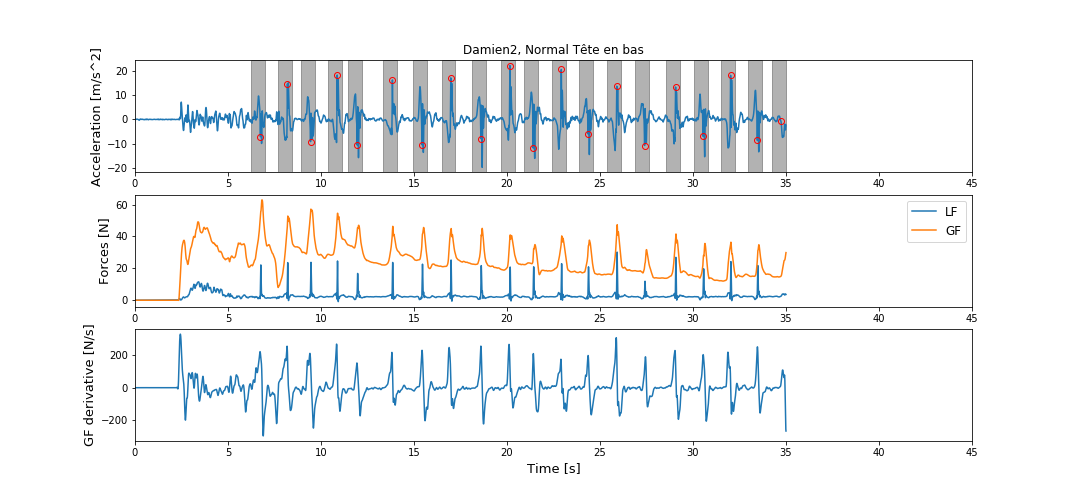 Damien2, Normal Tête en bas
Acceleration [m/s^2]
20
10
0
−10
−20
0 5 10 15 20 25 30 35 40 45
Forces [N]
60
40
20
0
LF
GF
0 5 10 15 20 25 30 35 40 45
GF derivative [N/s]
200
0
−200
0 5 10 15 20 25 30 35 40 45
Time [s]